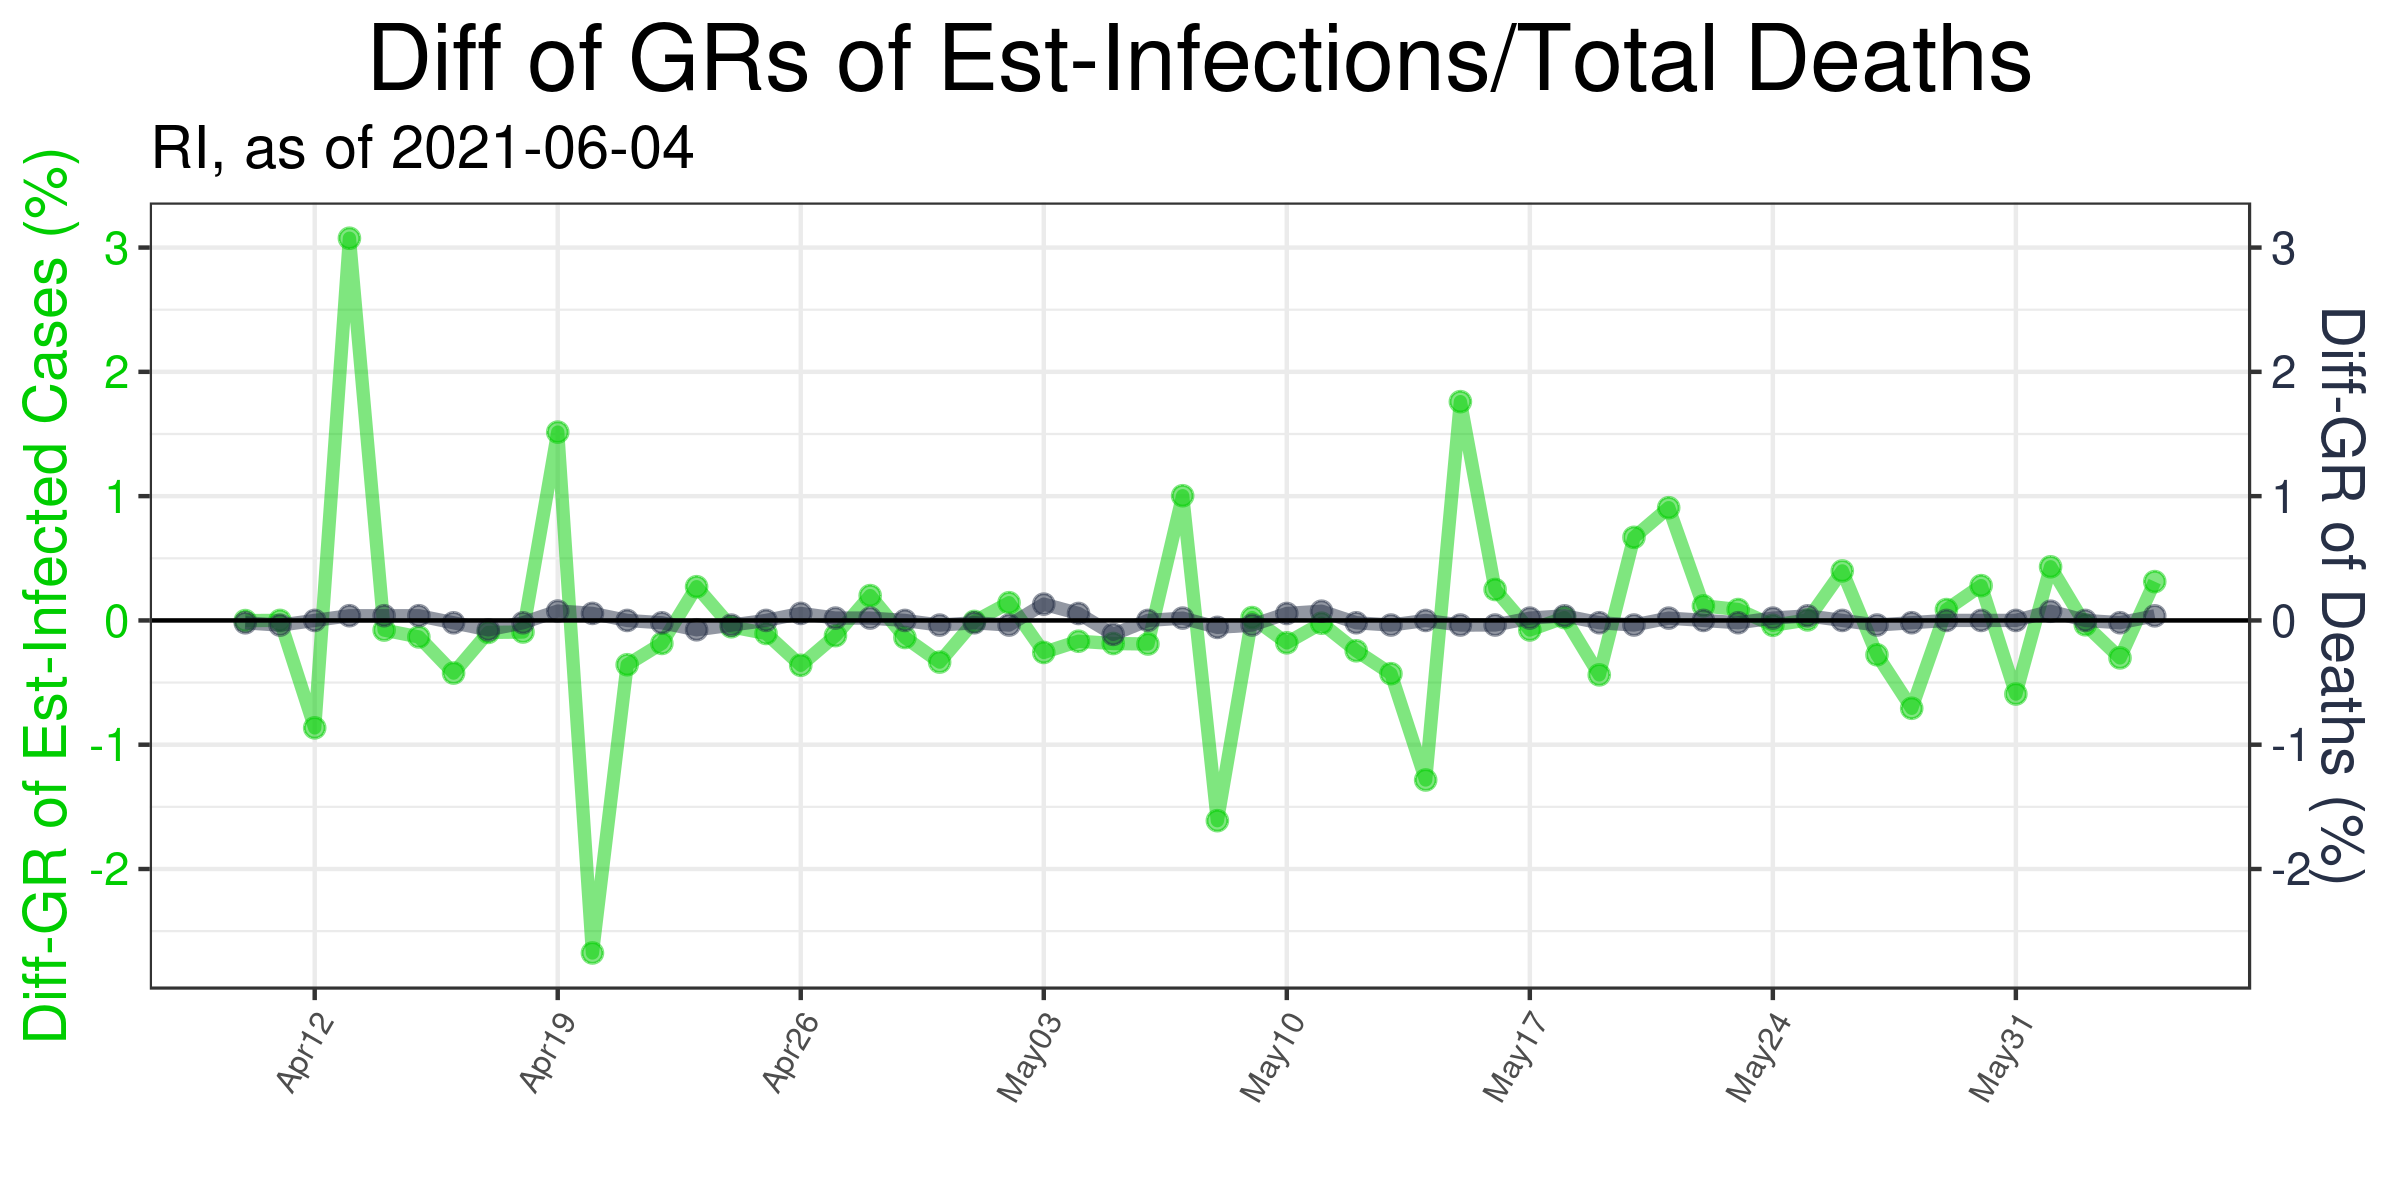 Diff of GRs of Est-Infections/Total Deaths
RI, as of 2021-06-04
Diff-GR of Est-Infected Cases (%)
3
2
1
0
-1
-2
3
2
1
0
-1
-2
Diff-GR of Deaths (%)
Apr12
Apr19
Apr26
May03
May10
May17
May24
May31